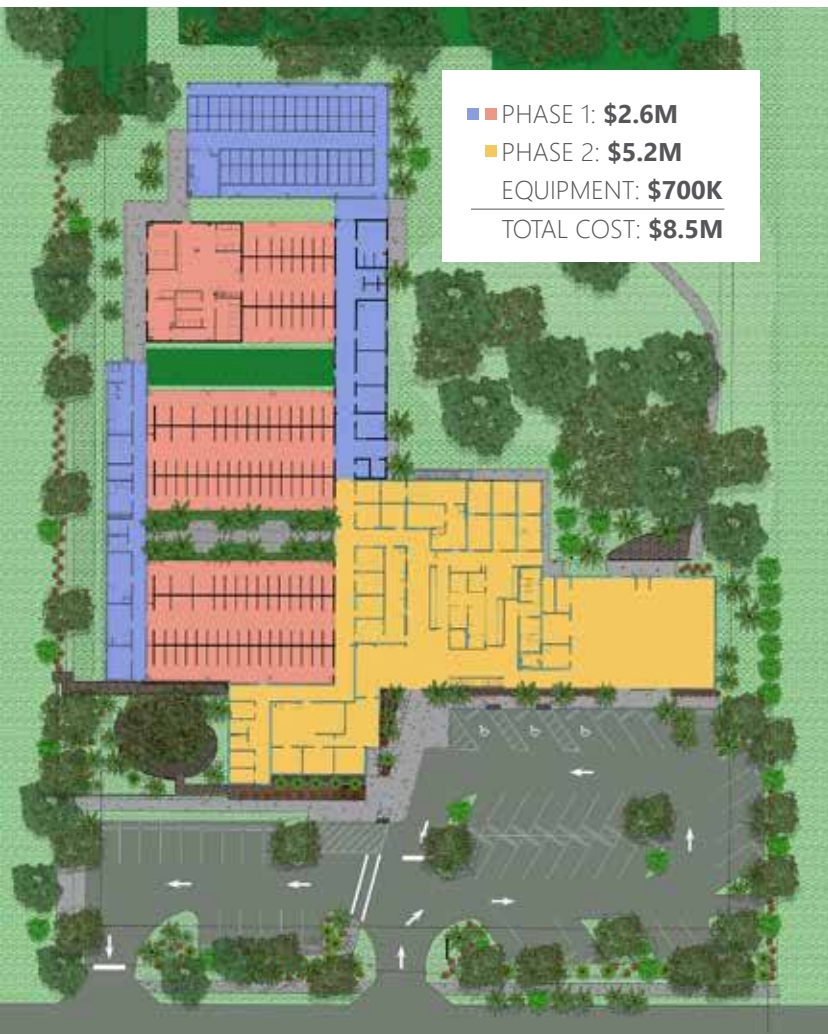 PHASE 1: $2.6M
PHASE 2: $5.2M
EQUIPMENT: $700K
TOTAL COST: $8.5M